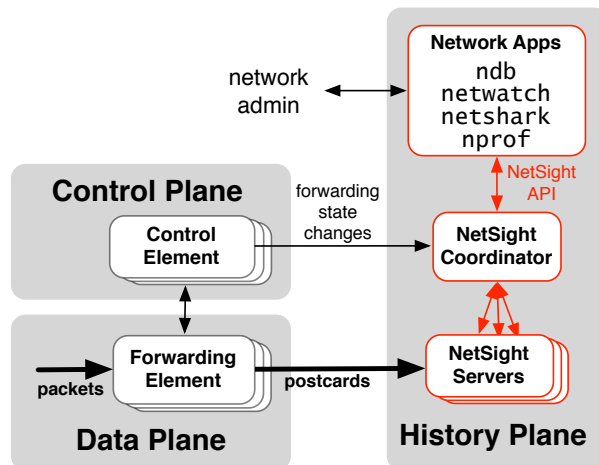 Network Apps
ndb
netwatch
netshark
nprof
network
admin
NetSight
API
Control Plane
forwarding
state
changes
Control
Element
NetSight
Coordinator
Forwarding
Element
packets
postcards
NetSight
Servers
Data Plane
History Plane